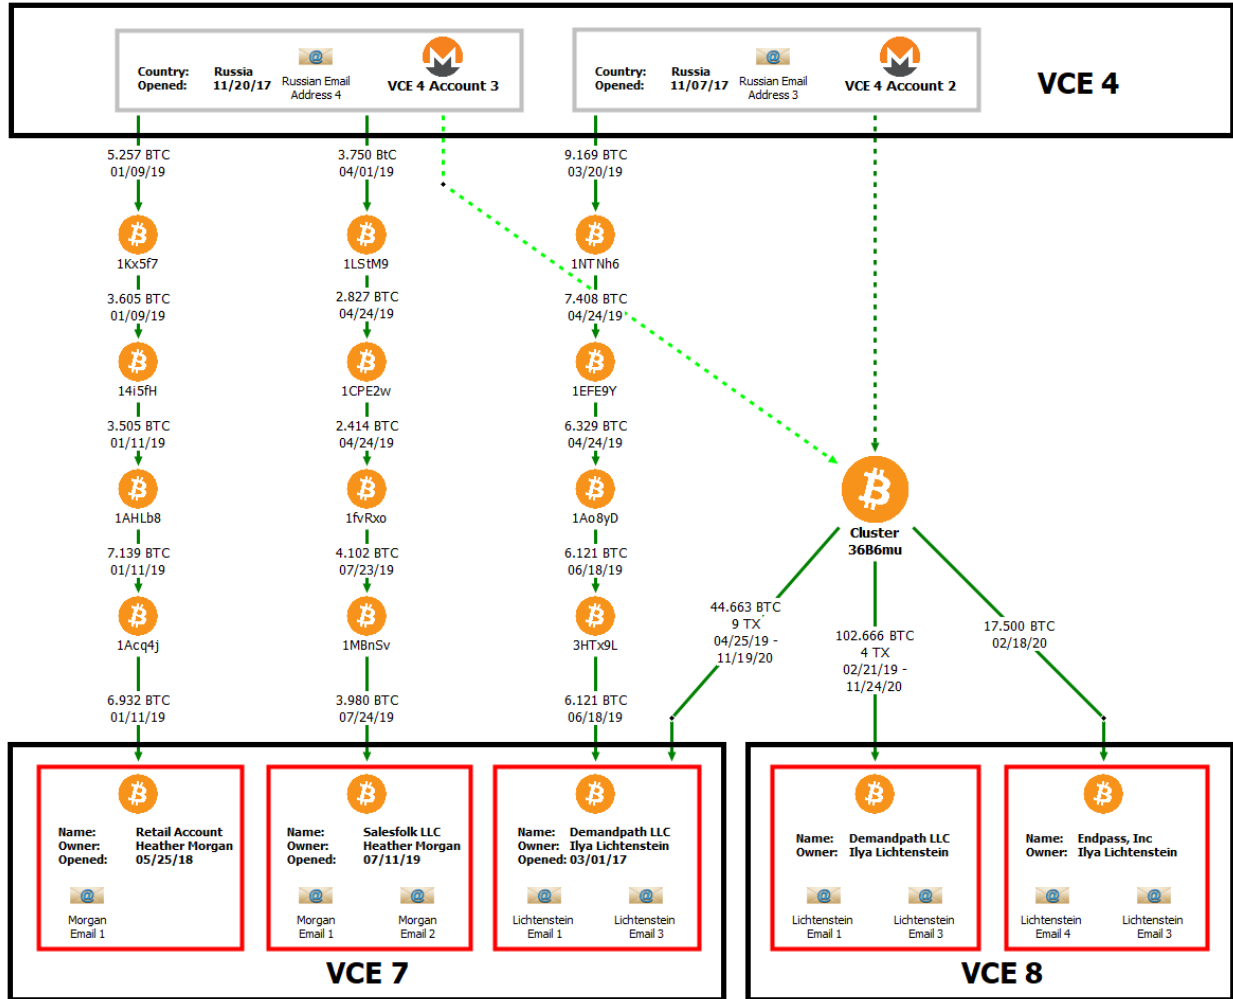 Country: Russia
Opened: 11/20/17
Russian Email
Address 4
VCE 4 Account 3
Country: Russia
Opened: 11/07/17
Russian Email
Address 3
VCE 4 Account 2
VCE 4
5.257 BTC
01/09/19
3.750 BtC
04/01/19
9.169 BTC
03/20/19
1Kx5f7
1LStM9
1NTNh6
3.605 BTC
01/09/19
2.827 BTC
04/24/19
7.408 BTC
04/24/19
14i5fH
1CPE2w
1EFE9Y
3.505 BTC
01/11/19
2.414 BTC
04/24/19
6.329 BTC
04/24/19
1AHLb8
1fvRxo
1Ao8yD
Cluster
36B6mu
7.139 BTC
01/11/19
4.102 BTC
07/23/19
6.121 BTC
06/18/19
44.663 BTC
9 TX
04/25/19 -
11/19/20
102.666 BTC
4 TX
02/21/19 -
11/24/20
17.500 BTC
02/18/20
1Acq4j
1MBnSv
3HTx9L
6.932 BTC
01/11/19
3.980 BTC
07/24/19
6.121 BTC
06/18/19
Name: Retail Account
Owner: Heather Morgan
Opened: 05/25/18
Morgan
Email 1
Name: Salesfolk LLC
Owner: Heather Morgan
Opened: 07/11/19
Morgan
Email 1
Morgan
Email 2
Name: Demandpath LLC
Owner: Ilya Lichtenstein
Opened: 03/01/17
Lichtenstein
Email 1
Lichtenstein
Email 3
Name: Demandpath LLC
Owner: Ilya Lichtenstein
Lichtenstein
Email 1
Lichtenstein
Email 3
Name: Endpass, Inc
Owner: Ilya Lichtenstein
Lichtenstein
Email 4
Lichtenstein
Email 3
VCE 7
VCE 8